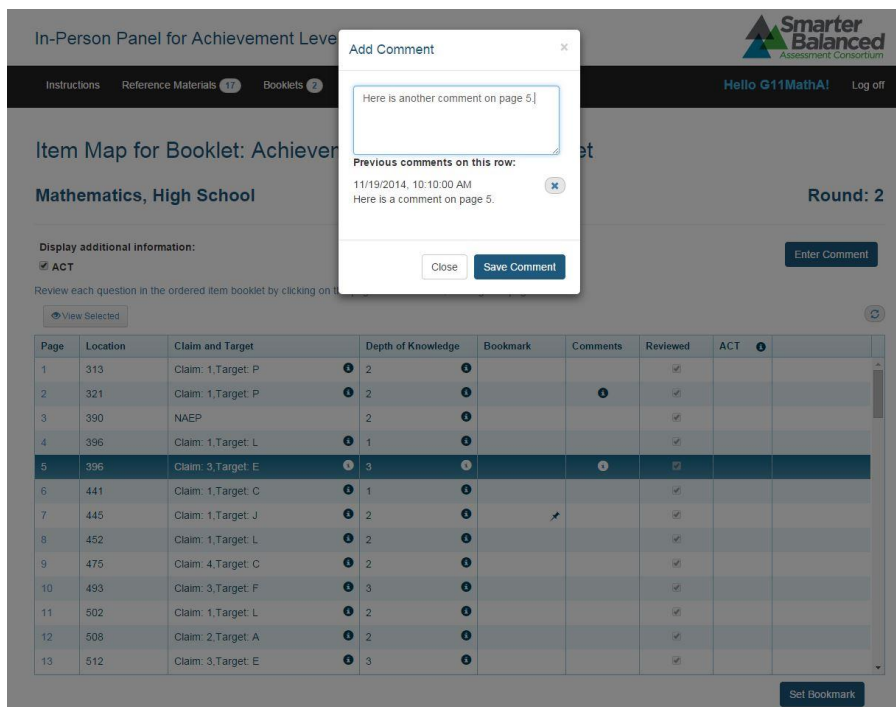 In-Person Panel for Achievement Leve
Smarter
Balanced
Assessment Consortium
Instructions Reference Materials 17 Booklets 2 Hello G11MathA! Log off
Add Comment ×
Here is another comment on page 5.
Previous comments on this row:
11/19/2014, 10:10:00 AM
Here is a comment on page 5.
Close Save Comment
Item Map for Booklet: Achiever et
Mathematics, High School Round: 2
Display additional information:
ACT
Enter Comment
Review each question in the ordered item booklet by clicking on
View Selected
Page Location Claim and Target Depth of Knowledge Bookmark Comments Reviewed ACT
1 313 Claim: 1,Target: P 2
2 321 Claim: 1,Target: P 2
3 390 NAEP 2
4 396 Claim: 1,Target: L 1
5 396 Claim: 3,Target: E 3
6 441 Claim: 1,Target: C 1
7 445 Claim: 1,Target: J 2
8 452 Claim: 1,Target: L 2
9 475 Claim: 4,Target: C 2
10 493 Claim: 3,Target: F 3
11 502 Claim: 1,Target: L 2
12 508 Claim: 2,Target: A 2
13 512 Claim: 3,Target: E 3
Set Bookmark